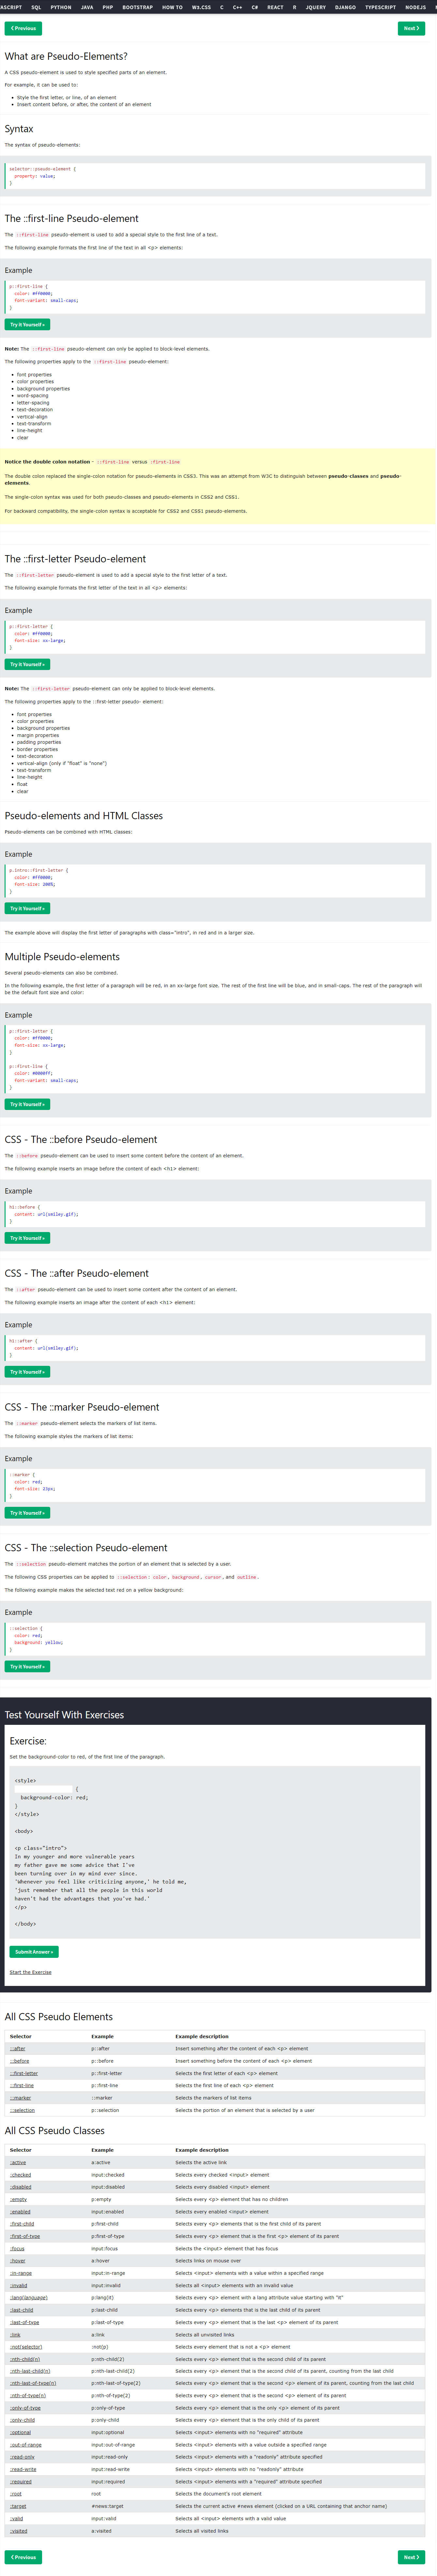 ASCRIPT SQL PYTHON JAVA PHP BOOTSTRAP HOW TO W3.CSS C C++ C# REACT R JQUERY DJANGO TYPESCRIPT NODEJS
❮ Previous Next ❯
What are Pseudo-Elements?
A CSS pseudo-element is used to style specified parts of an element.
For example, it can be used to:
• Style the first letter, or line, of an element
• Insert content before, or after, the content of an element
Syntax
The syntax of pseudo-elements:
selector::pseudo-element {
property: value;
}
The ::first-line Pseudo-element
The ::first-line pseudo-element is used to add a special style to the first line of a text.
The following example formats the first line of the text in all <p> elements:
Example
p::first-line {
color: #ff0000;
font-variant: small-caps;
}
Try it Yourself »
Note: The ::first-line pseudo-element can only be applied to block-level elements.
The following properties apply to the ::first-line pseudo-element:
• font properties
• color properties
• background properties
• word-spacing
• letter-spacing
• text-decoration
• vertical-align
• text-transform
• line-height
• clear
Notice the double colon notation - ::first-line versus :first-line
The double colon replaced the single-colon notation for pseudo-elements in CSS3. This was an attempt from W3C to distinguish between pseudo-classes and pseudo-
elements.
The single-colon syntax was used for both pseudo-classes and pseudo-elements in CSS2 and CSS1.
For backward compatibility, the single-colon syntax is acceptable for CSS2 and CSS1 pseudo-elements.
The ::first-letter Pseudo-element
The ::first-letter pseudo-element is used to add a special style to the first letter of a text.
The following example formats the first letter of the text in all <p> elements:
Example
p::first-letter {
color: #ff0000;
font-size: xx-large;
}
Try it Yourself »
Note: The ::first-letter pseudo-element can only be applied to block-level elements.
The following properties apply to the ::first-letter pseudo- element:
• font properties
• color properties
• background properties
• margin properties
• padding properties
• border properties
• text-decoration
• vertical-align (only if "float" is "none")
• text-transform
• line-height
• float
• clear
Pseudo-elements and HTML Classes
Pseudo-elements can be combined with HTML classes:
Example
p.intro::first-letter {
color: #ff0000;
font-size: 200%;
}
Try it Yourself »
The example above will display the first letter of paragraphs with class="intro", in red and in a larger size.
Multiple Pseudo-elements
Several pseudo-elements can also be combined.
In the following example, the first letter of a paragraph will be red, in an xx-large font size. The rest of the first line will be blue, and in small-caps. The rest of the paragraph will
be the default font size and color:
Example
p::first-letter {
color: #ff0000;
font-size: xx-large;
}
p::first-line {
color: #0000ff;
font-variant: small-caps;
}
Try it Yourself »
CSS - The ::before Pseudo-element
The ::before pseudo-element can be used to insert some content before the content of an element.
The following example inserts an image before the content of each <h1> element:
Example
h1::before {
content: url(smiley.gif);
}
Try it Yourself »
CSS - The ::after Pseudo-element
The ::after pseudo-element can be used to insert some content after the content of an element.
The following example inserts an image after the content of each <h1> element:
Example
h1::after {
content: url(smiley.gif);
}
Try it Yourself »
CSS - The ::marker Pseudo-element
The ::marker pseudo-element selects the markers of list items.
The following example styles the markers of list items:
Example
::marker {
color: red;
font-size: 23px;
}
Try it Yourself »
CSS - The ::selection Pseudo-element
The ::selection pseudo-element matches the portion of an element that is selected by a user.
The following CSS properties can be applied to ::selection: color, background, cursor, and outline.
The following example makes the selected text red on a yellow background:
Example
::selection {
color: red;
background: yellow;
}
Try it Yourself »
Test Yourself With Exercises
Exercise:
Set the background-color to red, of the first line of the paragraph.
<style>
{
background-color: red;
}
</style>
<body>
<p class="intro">
In my younger and more vulnerable years
my father gave me some advice that I've
been turning over in my mind ever since.
'Whenever you feel like criticizing anyone,' he told me,
'just remember that all the people in this world
haven't had the advantages that you've had.'
</p>
</body>
Submit Answer »
Start the Exercise
All CSS Pseudo Elements
Selector Example Example description
::after p::after Insert something after the content of each <p> element
::before p::before Insert something before the content of each <p> element
::first-letter p::first-letter Selects the first letter of each <p> element
::first-line p::first-line Selects the first line of each <p> element
::marker ::marker Selects the markers of list items
::selection p::selection Selects the portion of an element that is selected by a user
All CSS Pseudo Classes
Selector Example Example description
:active a:active Selects the active link
:checked input:checked Selects every checked <input> element
:disabled input:disabled Selects every disabled <input> element
:empty p:empty Selects every <p> element that has no children
:enabled input:enabled Selects every enabled <input> element
:first-child p:first-child Selects every <p> elements that is the first child of its parent
:first-of-type p:first-of-type Selects every <p> element that is the first <p> element of its parent
:focus input:focus Selects the <input> element that has focus
:hover a:hover Selects links on mouse over
:in-range input:in-range Selects <input> elements with a value within a specified range
:invalid input:invalid Selects all <input> elements with an invalid value
:lang(language) p:lang(it) Selects every <p> element with a lang attribute value starting with "it"
:last-child p:last-child Selects every <p> elements that is the last child of its parent
:last-of-type p:last-of-type Selects every <p> element that is the last <p> element of its parent
:link a:link Selects all unvisited links
:not(selector) :not(p) Selects every element that is not a <p> element
:nth-child(n) p:nth-child(2) Selects every <p> element that is the second child of its parent
:nth-last-child(n) p:nth-last-child(2) Selects every <p> element that is the second child of its parent, counting from the last child
:nth-last-of-type(n) p:nth-last-of-type(2) Selects every <p> element that is the second <p> element of its parent, counting from the last child
:nth-of-type(n) p:nth-of-type(2) Selects every <p> element that is the second <p> element of its parent
:only-of-type p:only-of-type Selects every <p> element that is the only <p> element of its parent
:only-child p:only-child Selects every <p> element that is the only child of its parent
:optional input:optional Selects <input> elements with no "required" attribute
:out-of-range input:out-of-range Selects <input> elements with a value outside a specified range
:read-only input:read-only Selects <input> elements with a "readonly" attribute specified
:read-write input:read-write Selects <input> elements with no "readonly" attribute
:required input:required Selects <input> elements with a "required" attribute specified
:root root Selects the document's root element
:target #news:target Selects the current active #news element (clicked on a URL containing that anchor name)
:valid input:valid Selects all <input> elements with a valid value
:visited a:visited Selects all visited links
❮ Previous Next ❯